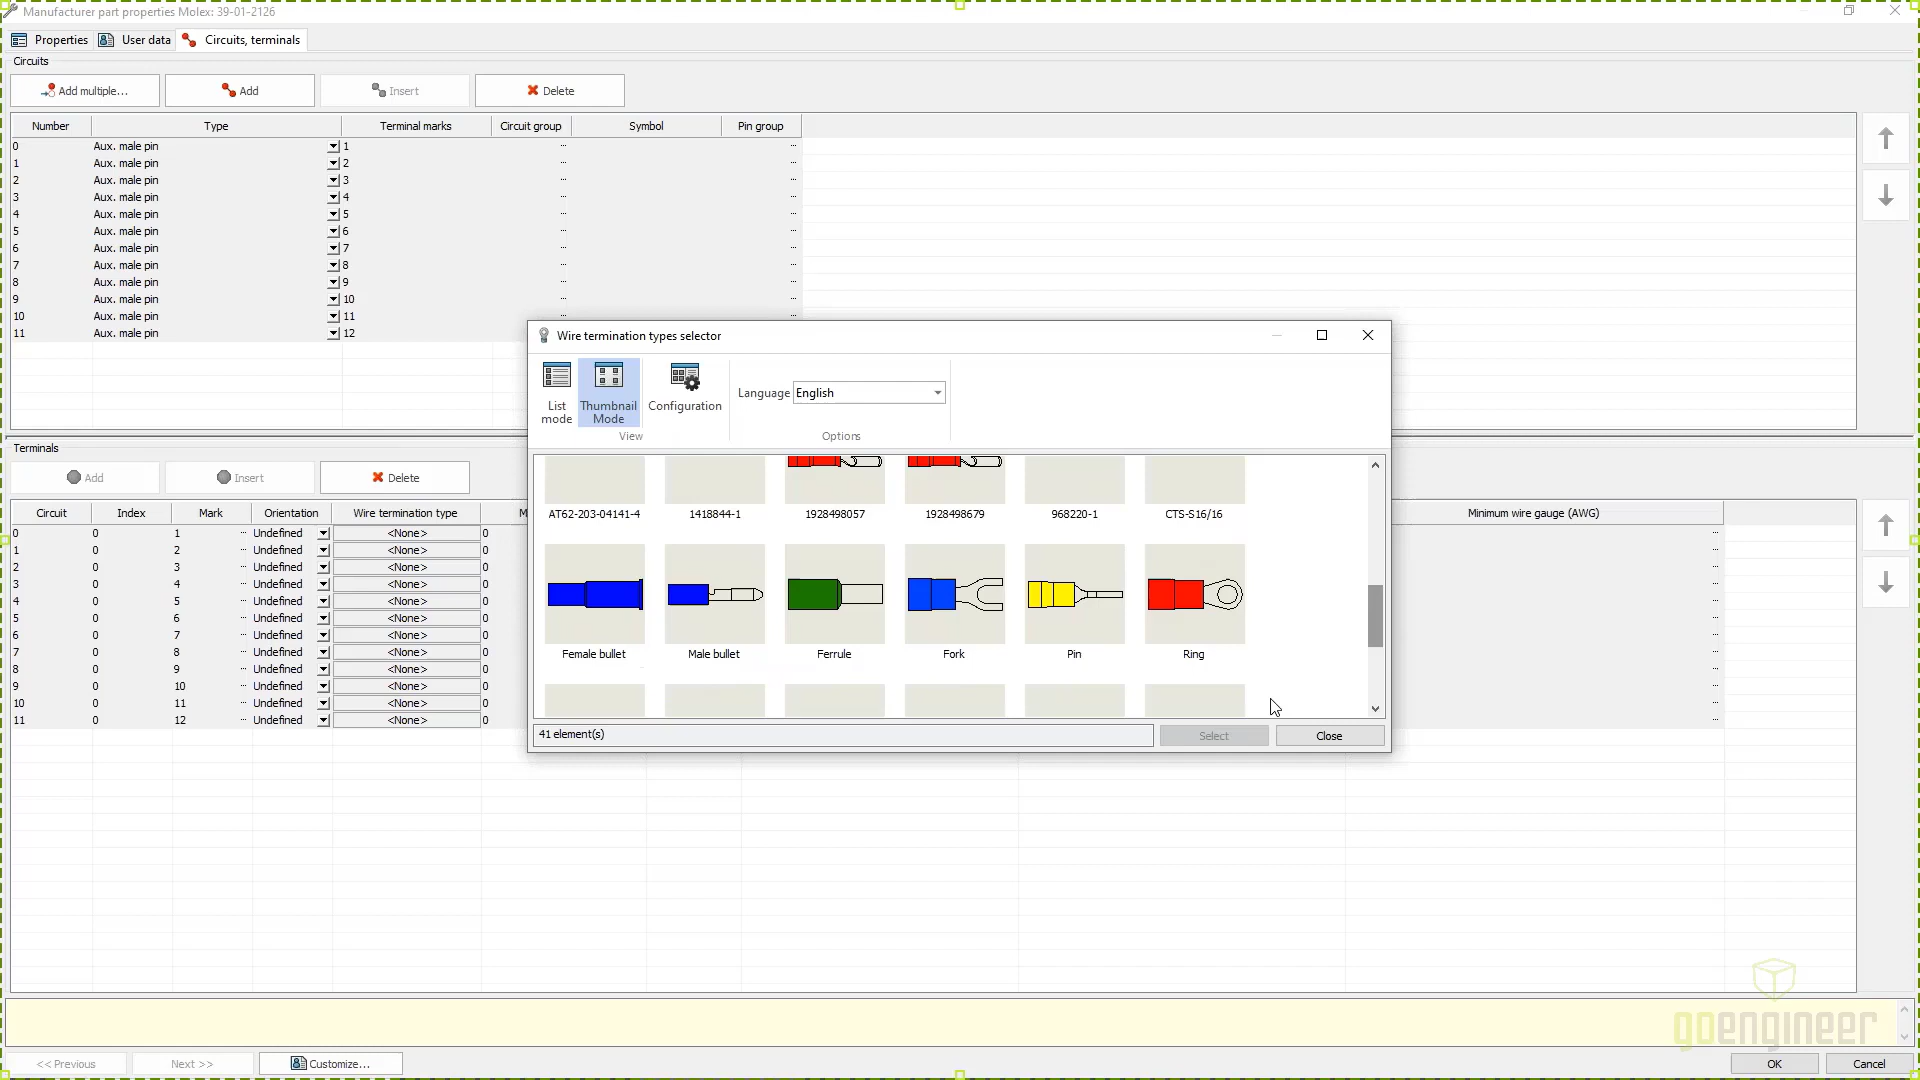 Manufacturer part properties Molex: 39-01-2126
Properties User data Circuits, terminals
Circuits
Add multiple... Add Insert Delete
Number Type Terminal marks Circuit group Symbol Pin group
0 Aux. male pin 1 ... ...
1 Aux. male pin 2 ... ...
2 Aux. male pin 3 ... ...
3 Aux. male pin 4 ... ...
4 Aux. male pin 5 ... ...
5 Aux. male pin 6 ... ...
6 Aux. male pin 7 ... ...
7 Aux. male pin 8 ... ...
8 Aux. male pin 9 ... ...
9 Aux. male pin 10 ... ...
10 Aux. male pin 11
11 Aux. male pin 12
Wire termination types selector
List mode
Thumbnail Mode
Configuration
Language English
View Options
AT62-203-04141-4 1418844-1 1928498057 1928498679 968220-1 CTS-S16/16
Female bullet Male bullet Ferrule Fork Pin Ring
41 element(s) Select Close
Terminals
Add Insert Delete
Circuit Index Mark Orientation Wire termination type M Minimum wire gauge (AWG)
0 0 1 ... Undefined <None> 0 ...
1 0 2 ... Undefined <None> 0 ...
2 0 3 ... Undefined <None> 0 ...
3 0 4 ... Undefined <None> 0 ...
4 0 5 ... Undefined <None> 0 ...
5 0 6 ... Undefined <None> 0 ...
6 0 7 ... Undefined <None> 0 ...
7 0 8 ... Undefined <None> 0 ...
8 0 9 ... Undefined <None> 0 ...
9 0 10 ... Undefined <None> 0 ...
10 0 11 ... Undefined <None> 0 ...
11 0 12 ... Undefined <None> 0 ...
goengineer
<< Previous Next >> Customize... OK Cancel